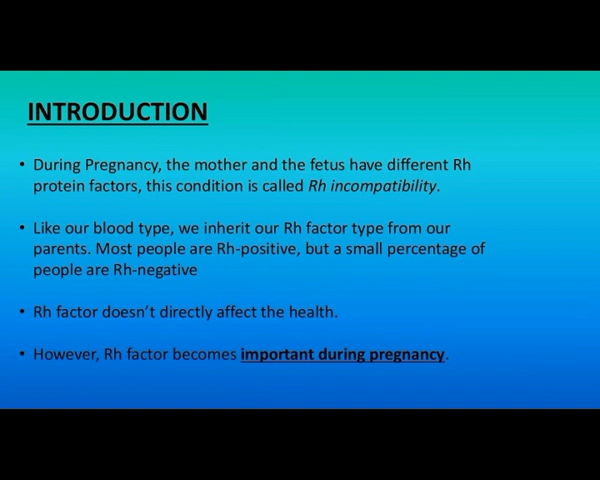 INTRODUCTION
• During Pregnancy, the mother and the fetus have different Rh
protein factors, this condition is called Rh incompatibility.
• Like our blood type, we inherit our Rh factor type from our
parents. Most people are Rh-positive, but a small percentage of
people are Rh-negative
• Rh factor doesn’t directly affect the health.
• However, Rh factor becomes important during pregnancy.